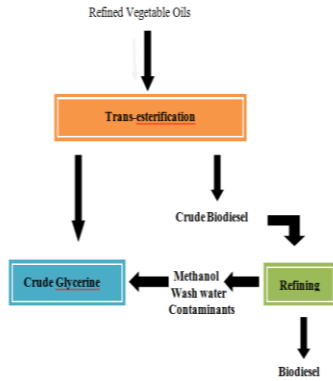 Refined Vegetable Oils
Trans-esterification
Crude Biodiesel
Crude Glycerine
Methanol
Wash water
Contaminants
Refining
Biodiesel